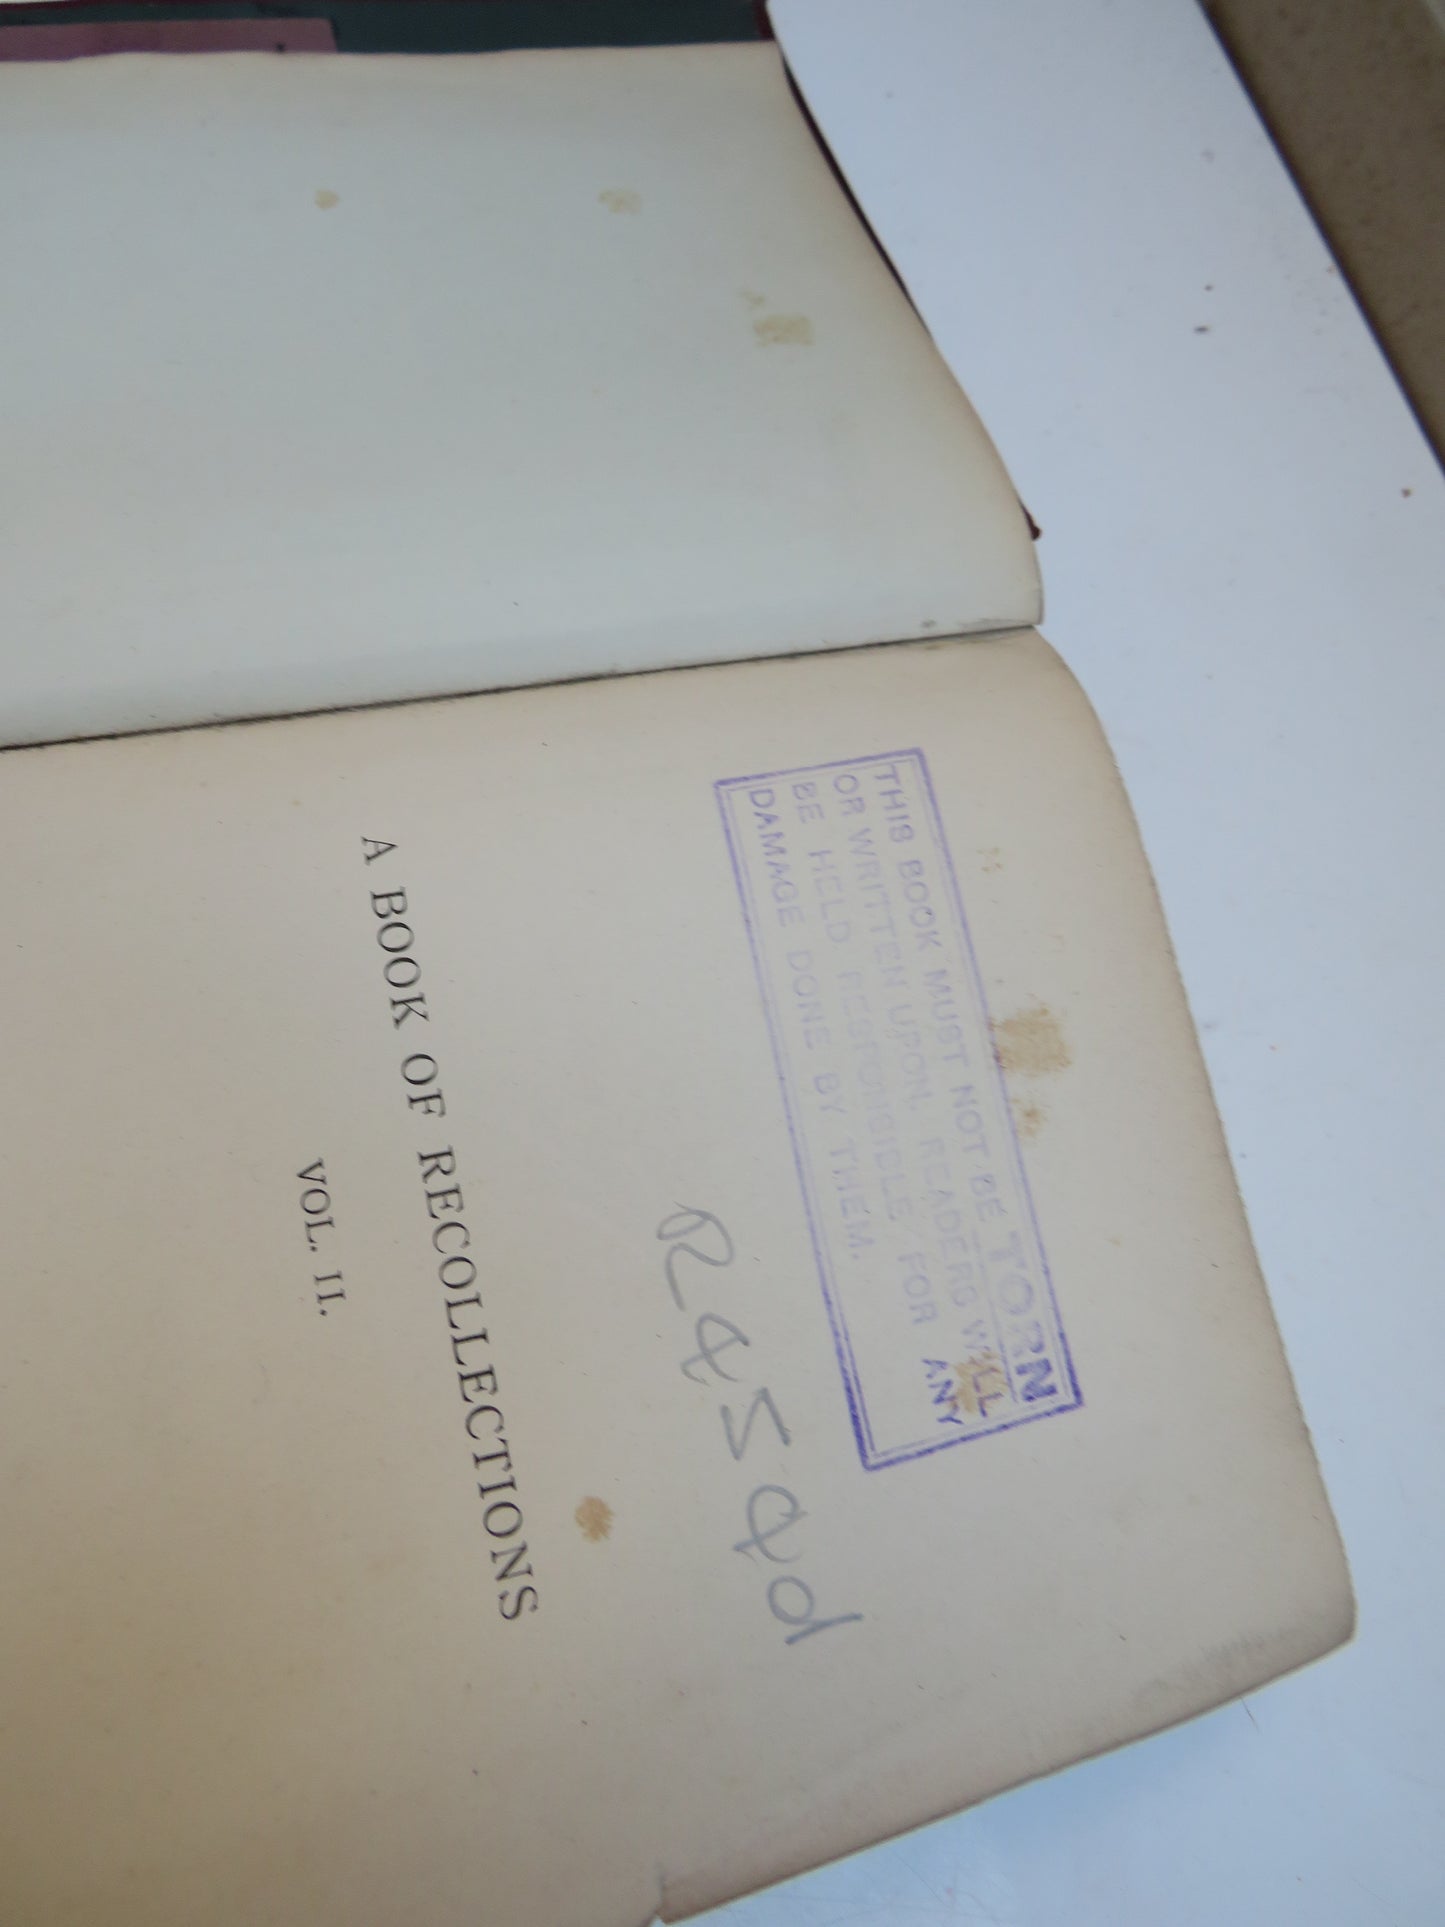 THIS BOOK MUST NOT BE TORN
OR WRITTEN UPON. READERS WILL
BE HELD RESPONSIBLE FOR ANY
DAMAGE DONE BY THEM.
A BOOK OF RECOLLECTIONS
VOL. II.